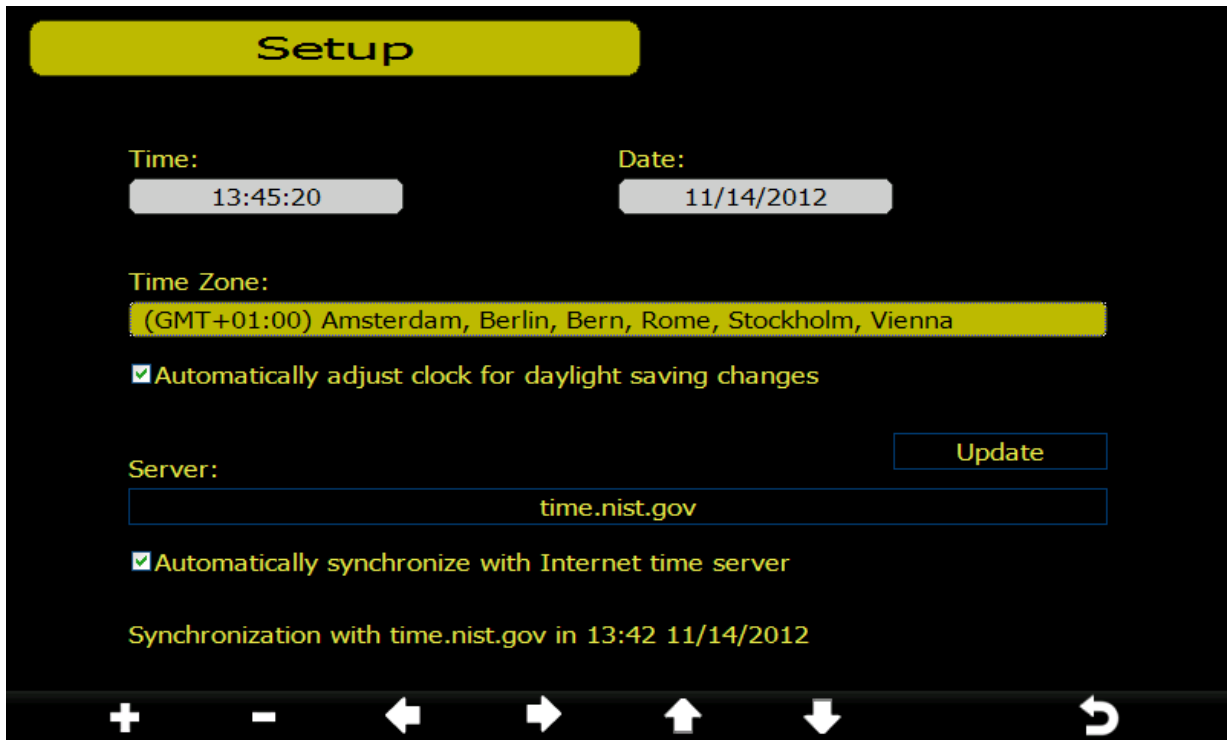 Setup
Time:
Date:
13:45:20
11/14/2012
Time Zone:
(GMT+01:00) Amsterdam, Berlin, Bern, Rome, Stockholm, Vienna
Automatically adjust clock for daylight saving changes
Update
Server:
time.nist.gov
Automatically synchronize with Internet time server
Synchronization with time.nist.gov in 13:42 11/14/2012